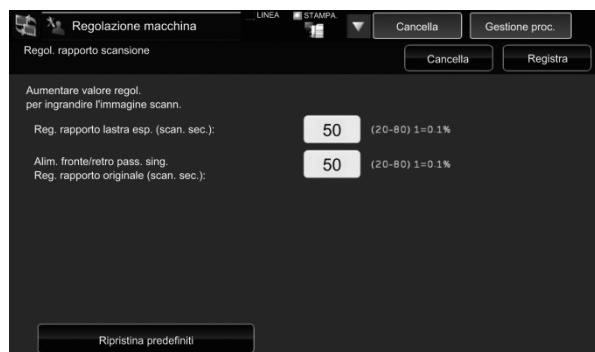 Regolazione macchina
LINEA
STAMPA.
Cancella
Gestione proc.
Regol. rapporto scansione
Cancella
Registra
Aumentare valore regol.
per ingrandire l'immagine scann.
Reg. rapporto lastra esp. (scan. sec.):
50
(20-80) 1=0.1%
Alim. fronte/retro pass. sing.
Reg. rapporto originale (scan. sec.):
50
(20-80) 1=0.1%
Ripristina predefiniti